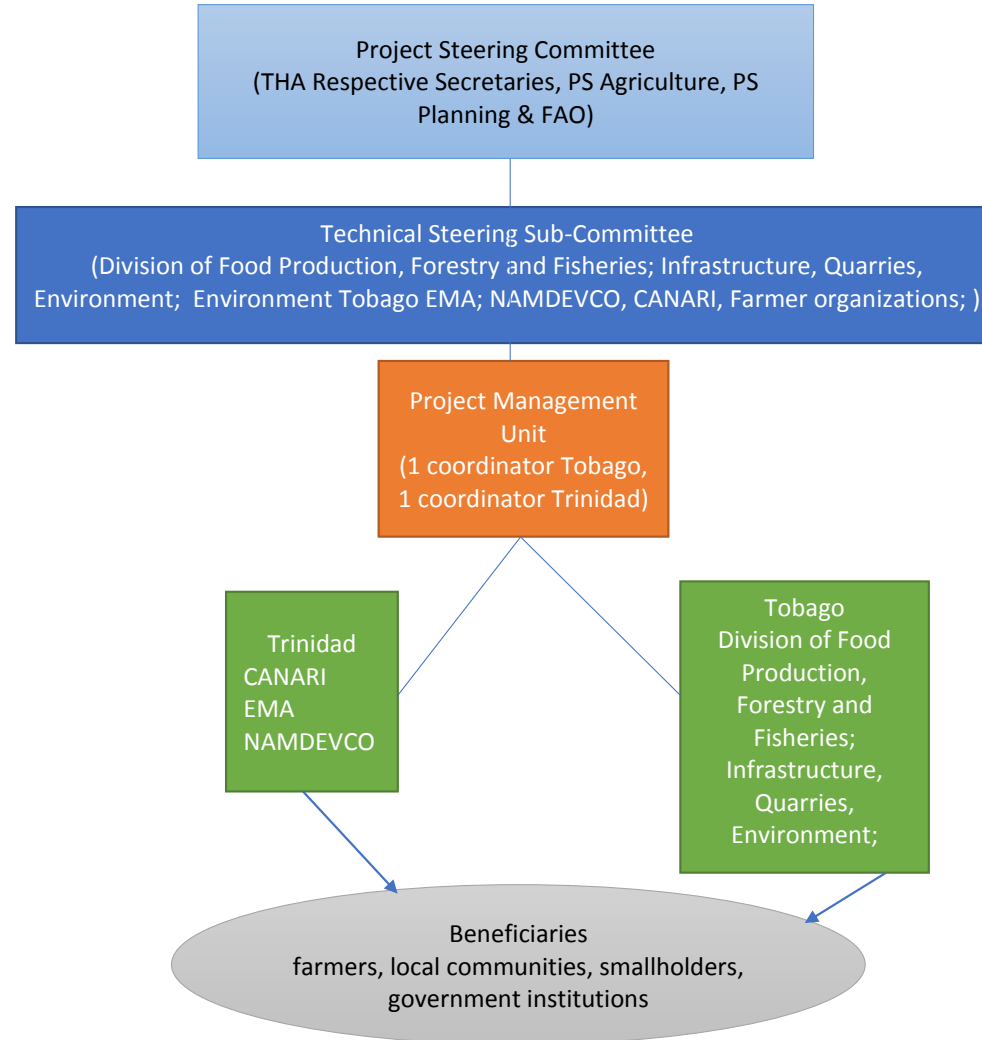 Project Steering Committee
(THA Respective Secretaries, PS Agriculture, PS
Planning & FAO)
Technical Steering Sub-Committee
(Division of Food Production, Forestry and Fisheries; Infrastructure, Quarries,
Environment;  Environment Tobago EMA; NAMDEVCO, CANARI, Farmer organizations; )
Project Management
Unit
(1 coordinator Tobago,
1 coordinator Trinidad)
Trinidad
CANARI
EMA
NAMDEVCO
Tobago
Division of Food
Production,
Forestry and
Fisheries;
Infrastructure,
Quarries,
Environment;
Beneficiaries
farmers, local communities, smallholders,
government institutions